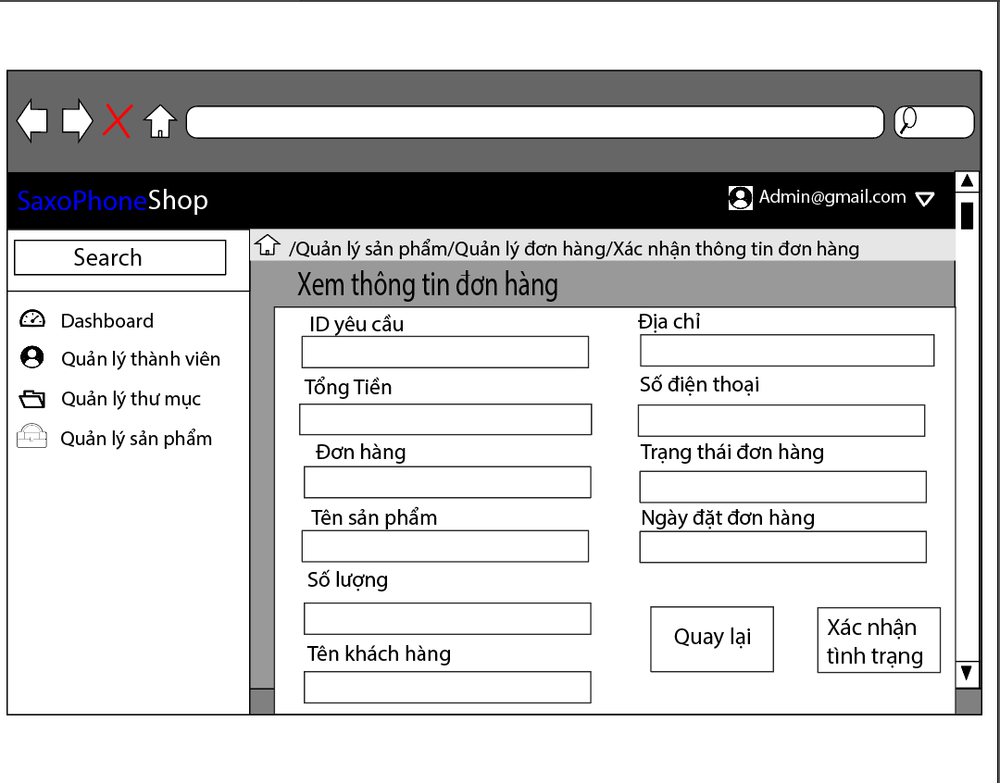 SaxoPhoneShop
Admin@gmail.com
Search
/Quản lý sản phẩm/Quản lý đơn hàng/Xác nhận thông tin đơn hàng
Xem thông tin đơn hàng
Dashboard
Quản lý thành viên
Quản lý thư mục
Quản lý sản phẩm
ID yêu cầu
Tổng Tiền
Đơn hàng
Tên sản phẩm
Số lượng
Tên khách hàng
Địa chỉ
Số điện thoại
Trạng thái đơn hàng
Ngày đặt đơn hàng
Quay lại
Xác nhận
tình trạng